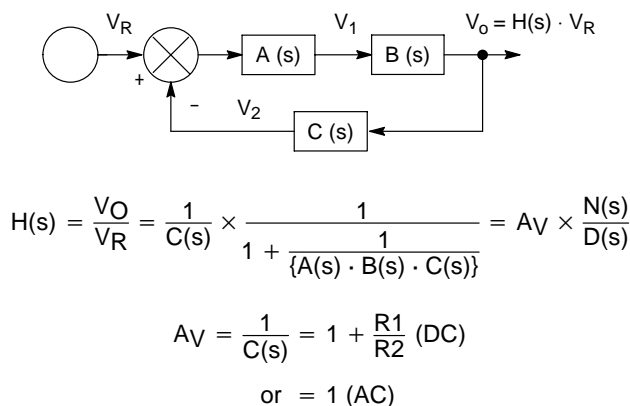 V_R V_1 V_o = H(s) · V_R
+ A (s) B (s)
– V_2
C (s)
H(s) = V_O/V_R = 1/C(s) × 1/(1 + 1/{A(s) · B(s) · C(s)}) = A_V × N(s)/D(s)
A_V = 1/C(s) = 1 + R1/R2 (DC)
or = 1 (AC)